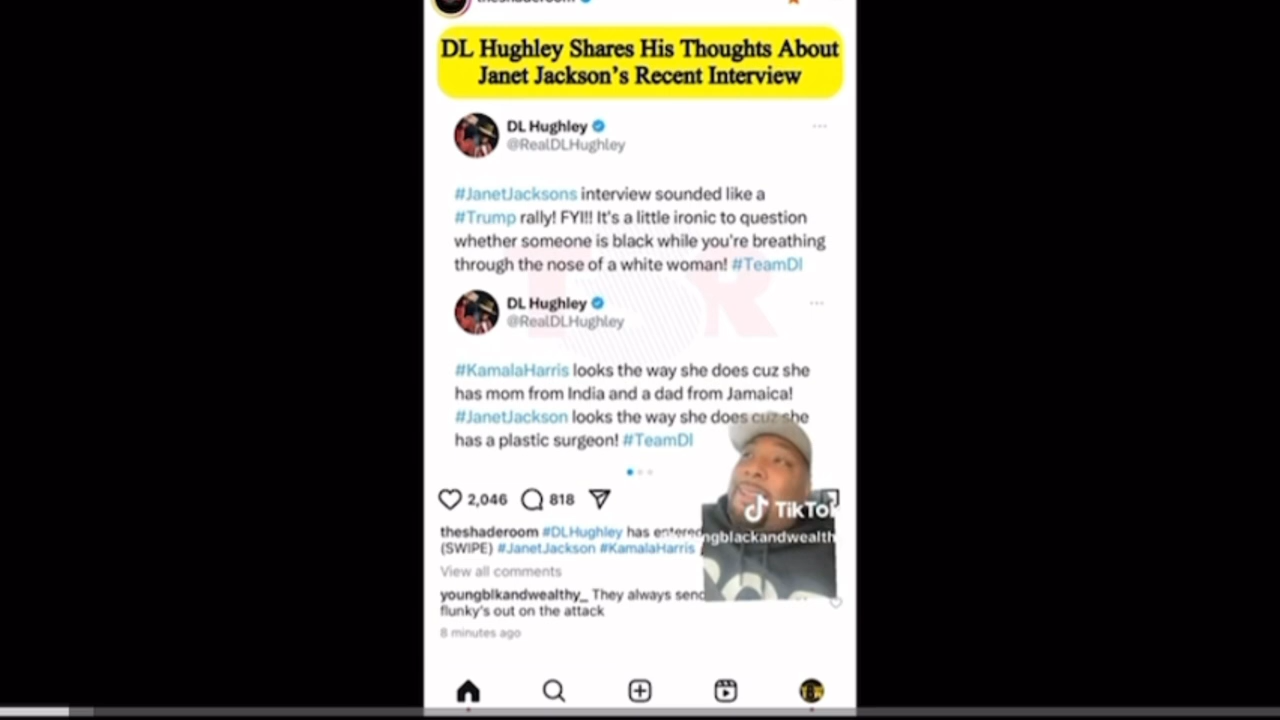 theshaderoom
DL Hughley Shares His Thoughts About
Janet Jackson's Recent Interview
DL Hughley
@RealDLHughley
#JanetJacksons interview sounded like a
#Trump rally! FYI!! It's a little ironic to question
whether someone is black while you're breathing
through the nose of a white woman! #TeamDl
TSR
DL Hughley
@RealDLHughley
#KamalaHarris looks the way she does cuz she
has mom from India and a dad from Jamaica!
#JanetJackson looks the way she does cuz she
has a plastic surgeon! #TeamDl
2,046 818
TikTok
theshaderoom #DLHughley has entered
ngblackandwealth
(SWIPE) #JanetJackson #KamalaHarris
View all comments
youngblkandwealthy_ They always send
flunky's out on the attack
8 minutes ago